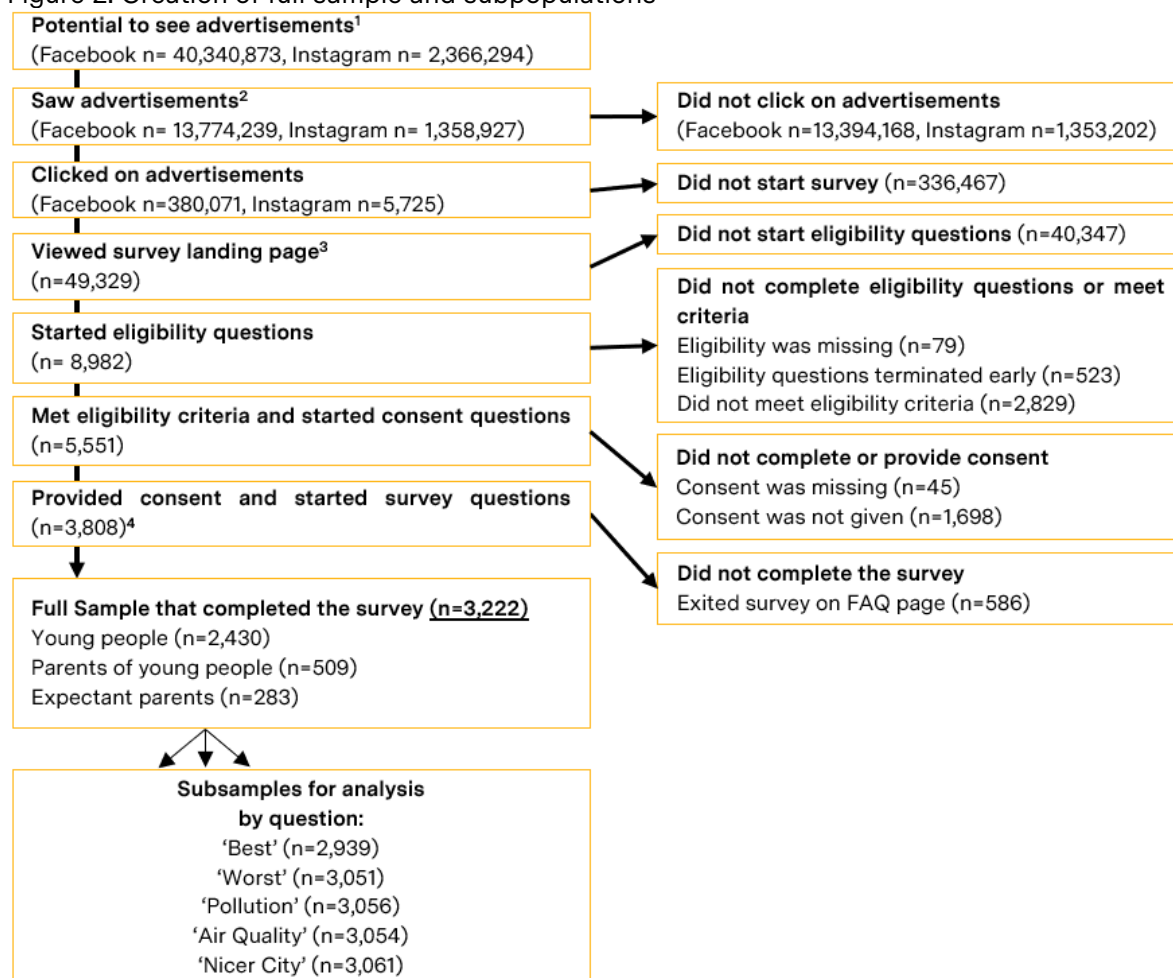 Figure 2. Creation of full sample and subpopulations
Potential to see advertisements¹
(Facebook n= 40,340,873, Instagram n= 2,366,294)
Saw advertisements²
(Facebook n= 13,774,239, Instagram n= 1,358,927)
Did not click on advertisements
(Facebook n=13,394,168, Instagram n=1,353,202)
Clicked on advertisements
(Facebook n=380,071, Instagram n=5,725)
Did not start survey (n=336,467)
Viewed survey landing page³
(n=49,329)
Did not start eligibility questions (n=40,347)
Started eligibility questions
(n= 8,982)
Did not complete eligibility questions or meet
criteria
Eligibility was missing (n=79)
Eligibility questions terminated early (n=523)
Did not meet eligibility criteria (n=2,829)
Met eligibility criteria and started consent questions
(n=5,551)
Did not complete or provide consent
Consent was missing (n=45)
Consent was not given (n=1,698)
Provided consent and started survey questions
(n=3,808)⁴
Did not complete the survey
Exited survey on FAQ page (n=586)
Full Sample that completed the survey (n=3,222)
Young people (n=2,430)
Parents of young people (n=509)
Expectant parents (n=283)
Subsamples for analysis
by question:
‘Best’ (n=2,939)
‘Worst’ (n=3,051)
‘Pollution’ (n=3,056)
‘Air Quality’ (n=3,054)
‘Nicer City’ (n=3,061)